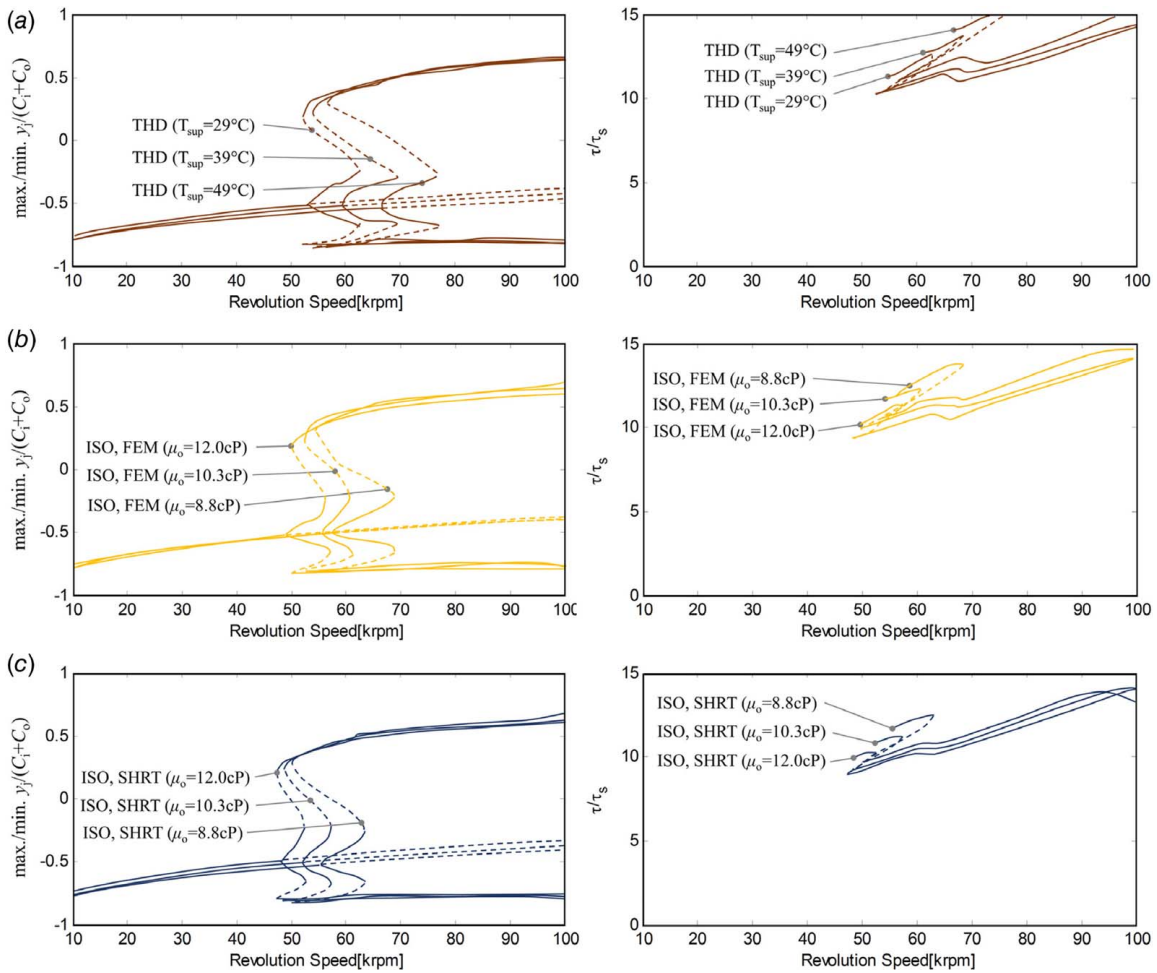 (a)
max./min. yj/(Ci+Co)
1
0.5
0
-0.5
-1
THD (Tsup=29°C)
THD (Tsup=39°C)
THD (Tsup=49°C)
10 20 30 40 50 60 70 80 90 100
Revolution Speed[krpm]
τ/τs
15
10
5
0
THD (Tsup=49°C)
THD (Tsup=39°C)
THD (Tsup=29°C)
10 20 30 40 50 60 70 80 90 100
Revolution Speed[krpm]
(b)
max./min. yj/(Ci+Co)
1
0.5
0
-0.5
-1
ISO, FEM (μo=12.0cP)
ISO, FEM (μo=10.3cP)
ISO, FEM (μo=8.8cP)
10 20 30 40 50 60 70 80 90 100
Revolution Speed[krpm]
τ/τs
15
10
5
0
ISO, FEM (μo=8.8cP)
ISO, FEM (μo=10.3cP)
ISO, FEM (μo=12.0cP)
10 20 30 40 50 60 70 80 90 100
Revolution Speed[krpm]
(c)
max./min. yj/(Ci+Co)
1
0.5
0
-0.5
-1
ISO, SHRT (μo=12.0cP)
ISO, SHRT (μo=10.3cP)
ISO, SHRT (μo=8.8cP)
10 20 30 40 50 60 70 80 90 100
Revolution Speed[krpm]
τ/τs
15
10
5
0
ISO, SHRT (μo=8.8cP)
ISO, SHRT (μo=10.3cP)
ISO, SHRT (μo=12.0cP)
10 20 30 40 50 60 70 80 90 100
Revolution Speed[krpm]